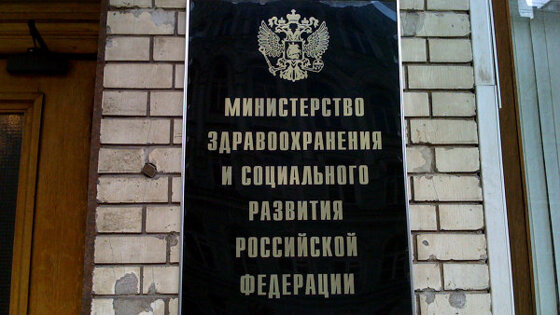 МИНИСТЕРСТВО
ЗДРАВООХРАНЕНИЯ
И СОЦИАЛЬНОГО
РАЗВИТИЯ
РОССИЙСКОЙ
ФЕДЕРАЦИИ